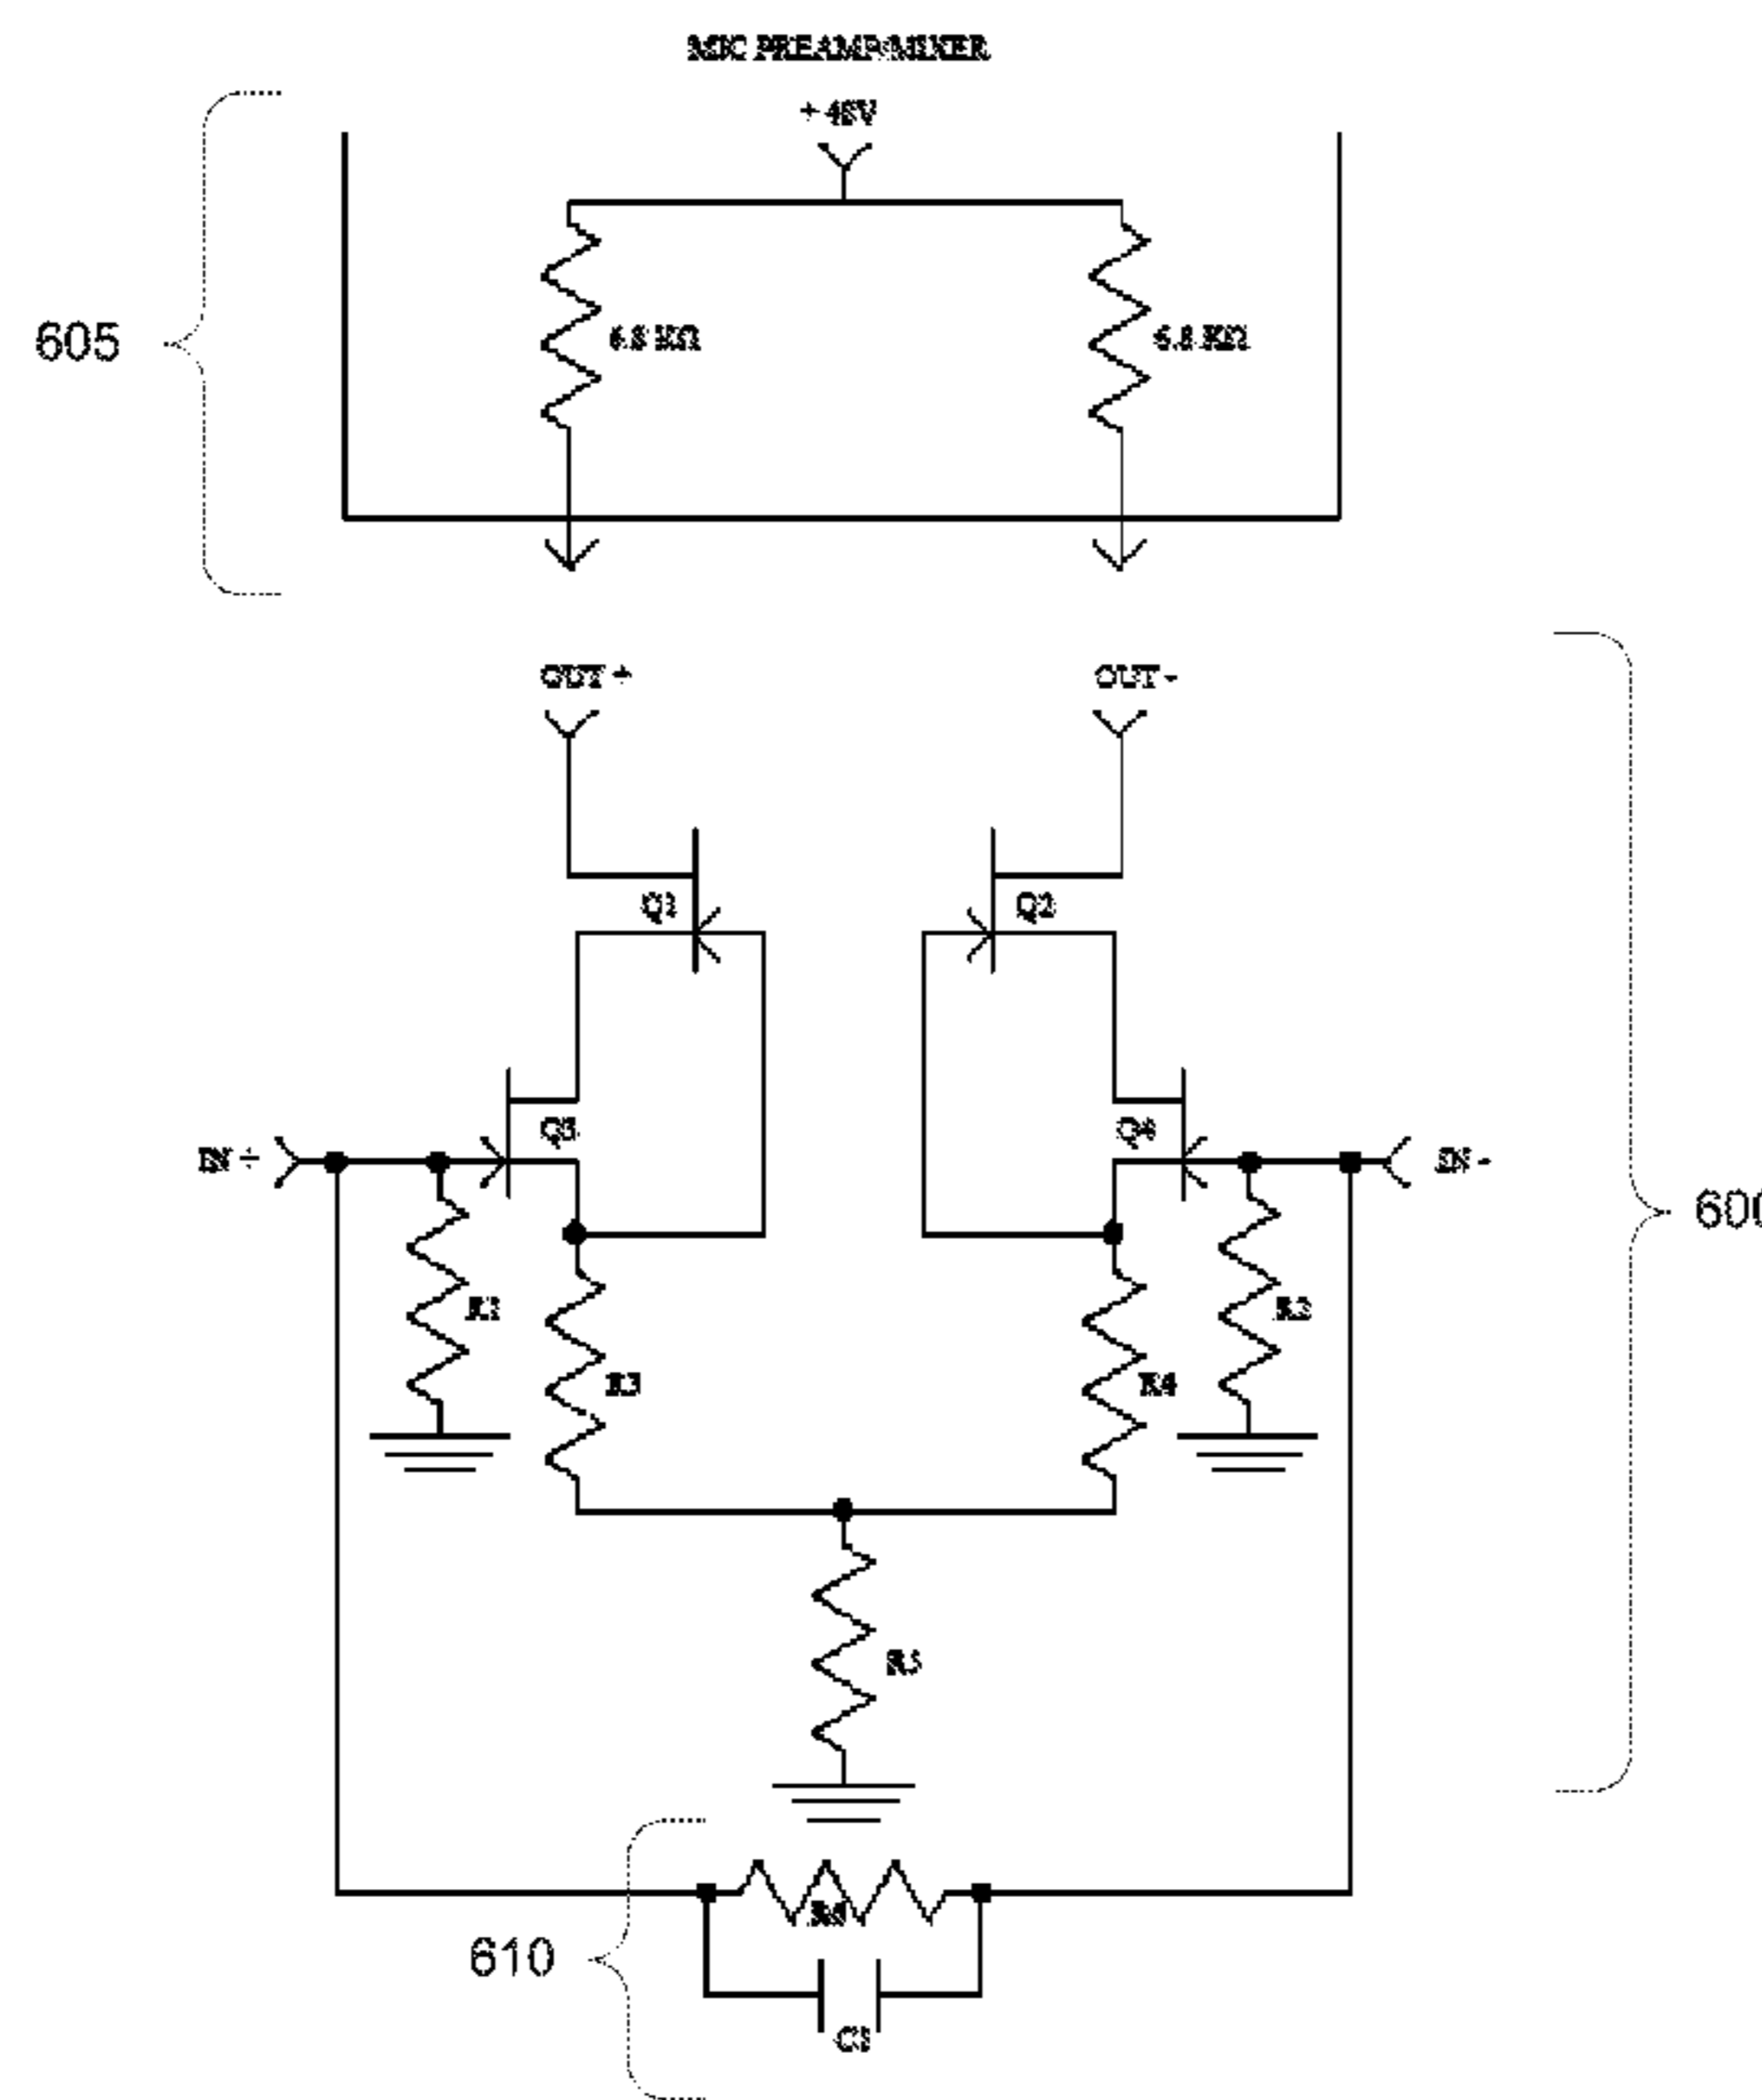 MIC PREAMP/MIXER
+48V
605
6.8 KΩ
6.8 KΩ
OUT +
OUT -
Q1
Q2
Q3
Q4
IN +
IN -
600
R1
R2
R3
R4
R5
610
C1